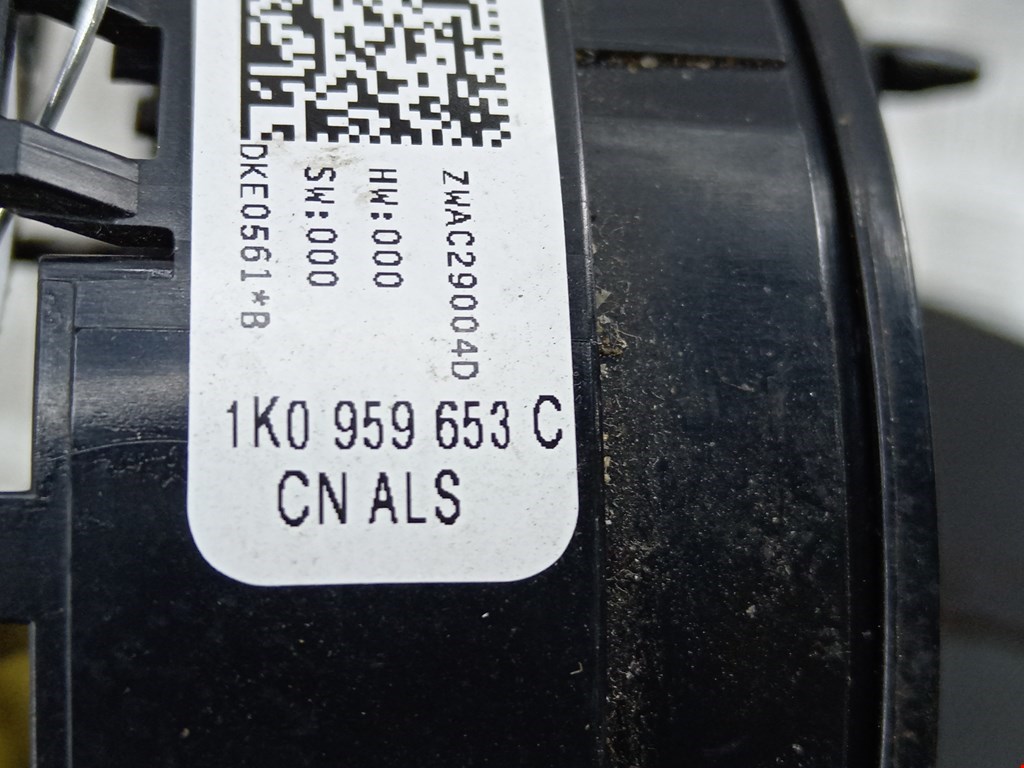 ZWAC29004D
HW:000
SW:000
DKE0561*B
1K0 959 653 C
CN ALS